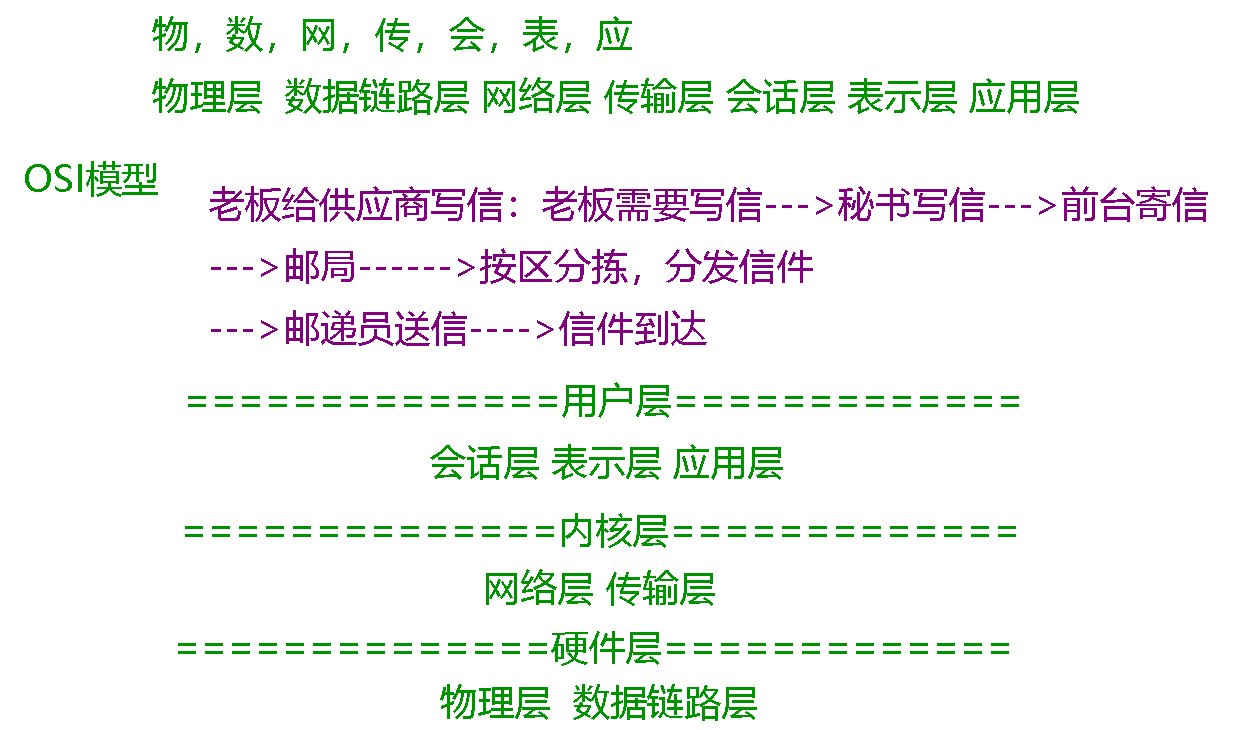 物，数，网，传，会，表，应
物理层  数据链路层 网络层 传输层 会话层 表示层 应用层
OSI模型
老板给供应商写信：老板需要写信--->秘书写信--->前台寄信
--->邮局------>按区分拣，分发信件
--->邮递员送信---->信件到达
==============用户层=============
会话层 表示层 应用层
==============内核层=============
网络层 传输层
==============硬件层=============
物理层  数据链路层